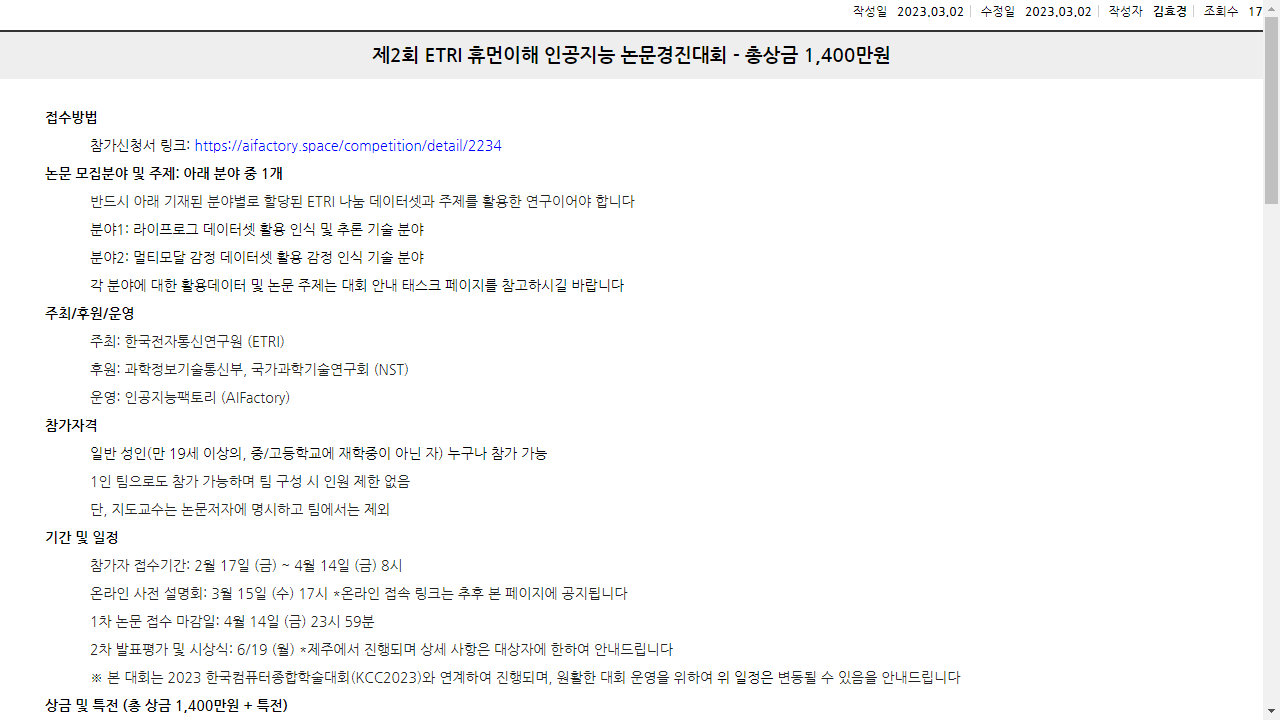 작성일 2023.03.02 수정일 2023.03.02 작성자 김효경 조회수 17
제2회 ETRI 휴먼이해 인공지능 논문경진대회 - 총상금 1,400만원
접수방법
참가신청서 링크: https://aifactory.space/competition/detail/2234
논문 모집분야 및 주제: 아래 분야 중 1개
반드시 아래 기재된 분야별로 할당된 ETRI 나눔 데이터셋과 주제를 활용한 연구이어야 합니다
분야1: 라이프로그 데이터셋 활용 인식 및 추론 기술 분야
분야2: 멀티모달 감정 데이터셋 활용 감정 인식 기술 분야
각 분야에 대한 활용데이터 및 논문 주제는 대회 안내 태스크 페이지를 참고하시길 바랍니다
주최/후원/운영
주최: 한국전자통신연구원 (ETRI)
후원: 과학정보기술통신부, 국가과학기술연구회 (NST)
운영: 인공지능팩토리 (AIFactory)
참가자격
일반 성인(만 19세 이상의, 중/고등학교에 재학중이 아닌 자) 누구나 참가 가능
1인 팀으로도 참가 가능하며 팀 구성 시 인원 제한 없음
단, 지도교수는 논문저자에 명시하고 팀에서는 제외
기간 및 일정
참가자 접수기간: 2월 17일 (금) ~ 4월 14일 (금) 8시
온라인 사전 설명회: 3월 15일 (수) 17시 *온라인 접속 링크는 추후 본 페이지에 공지됩니다
1차 논문 접수 마감일: 4월 14일 (금) 23시 59분
2차 발표평가 및 시상식: 6/19 (월) *제주에서 진행되며 상세 사항은 대상자에 한하여 안내드립니다
※ 본 대회는 2023 한국컴퓨터종합학술대회(KCC2023)와 연계하여 진행되며, 원활한 대회 운영을 위하여 위 일정은 변동될 수 있음을 안내드립니다
상금 및 특전 (총 상금 1,400만원 + 특전)